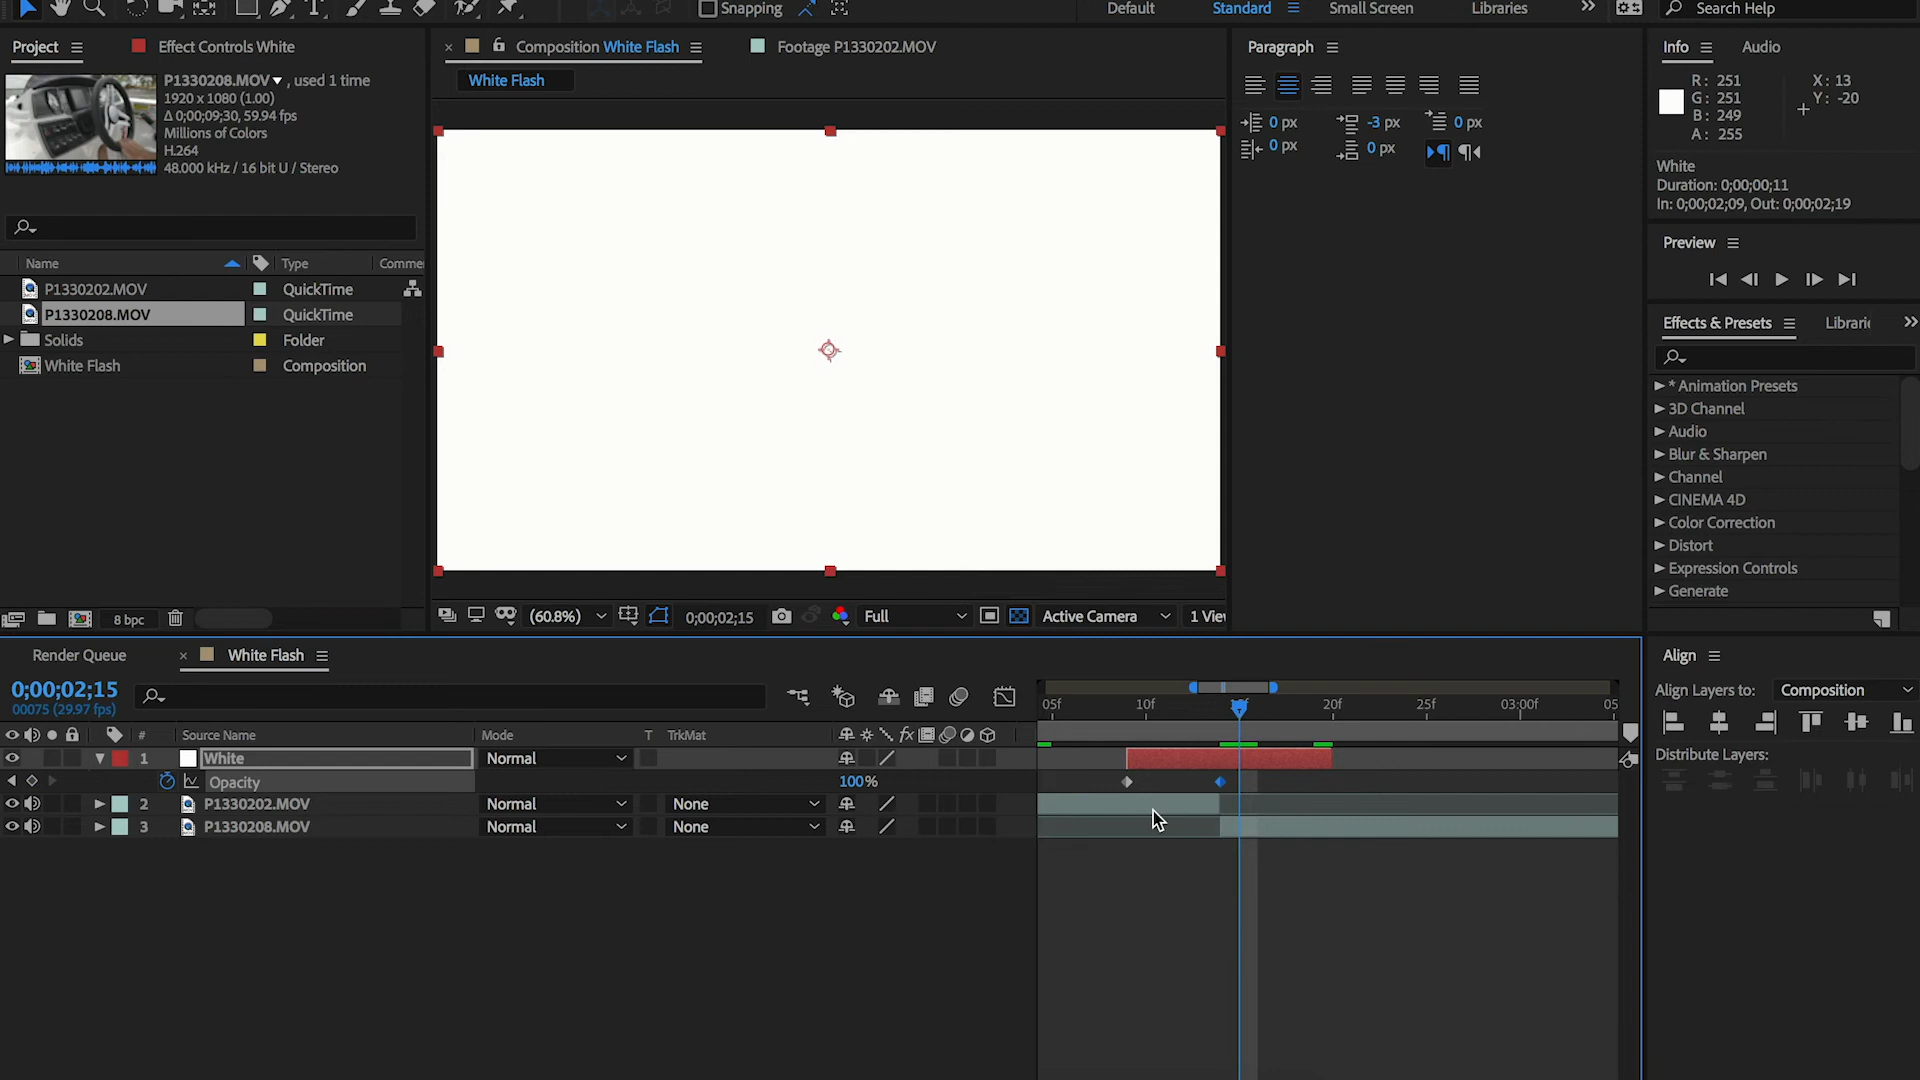 Snapping
Default
Standard
Small Screen
Libraries
Search Help
Project
Effect Controls White
P1330208.MOV , used 1 time
1920 x 1080 (1.00)
Δ 0;00;09;30, 59.94 fps
Millions of Colors
H.264
48.000 kHz / 16 bit U / Stereo
Name Type Comme
P1330202.MOV QuickTime
P1330208.MOV QuickTime
Solids Folder
White Flash Composition
8 bpc
Composition White Flash
Footage P1330202.MOV
White Flash
(60.8%) 0;00;02;15 Full Active Camera 1 Viev
Paragraph
0 px -3 px 0 px
0 px 0 px
Info Audio
R: 251 X: 13
G: 251 Y: -20
B: 249
A: 255
White
Duration: 0;00;00;11
In: 0;00;02;09, Out: 0;00;02;19
Preview
Effects & Presets Librari
* Animation Presets
3D Channel
Audio
Blur & Sharpen
Channel
CINEMA 4D
Color Correction
Distort
Expression Controls
Generate
Render Queue
White Flash
0;00;02;15
00075 (29.97 fps)
05f 10f 20f 25f 03:00f 05
# Source Name Mode T TrkMat fx
1 White Normal
Opacity 100%
2 P1330202.MOV Normal None
3 P1330208.MOV Normal None
Align
Align Layers to: Composition
Distribute Layers: